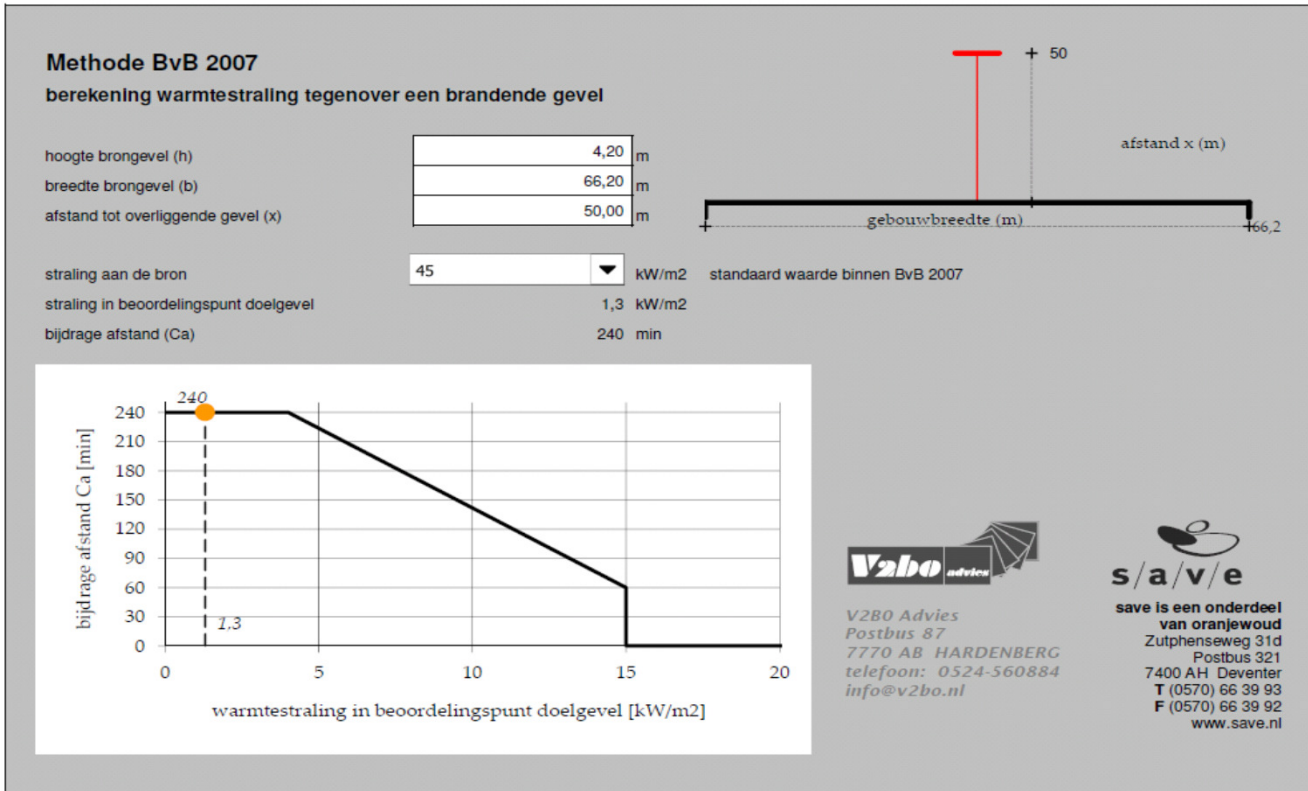 Methode BvB 2007
berekening warmtestraling tegenover een brandende gevel
50
hoogte brongevel (h) 4,20 m
afstand x (m)
breedte brongevel (b) 66,20 m
afstand tot overliggende gevel (x) 50,00 m
gebouwbreedte (m) 66,2
straling aan de bron 45 kW/m2 standaard waarde binnen BvB 2007
straling in beoordelingspunt doelgevel 1,3 kW/m2
bijdrage afstand (Ca) 240 min
bijdrage afstand Ca [min]
240
240
210
180
150
120
90
60
30
0
1,3
0 5 10 15 20
warmtestraling in beoordelingspunt doelgevel [kW/m2]
V2bo advies
V2BO Advies
Postbus 87
7770 AB HARDENBERG
telefoon: 0524-560884
info@v2bo.nl
s/a/v/e
save is een onderdeel
van oranjewoud
Zutphenseweg 31d
Postbus 321
7400 AH Deventer
T (0570) 66 39 93
F (0570) 66 39 92
www.save.nl